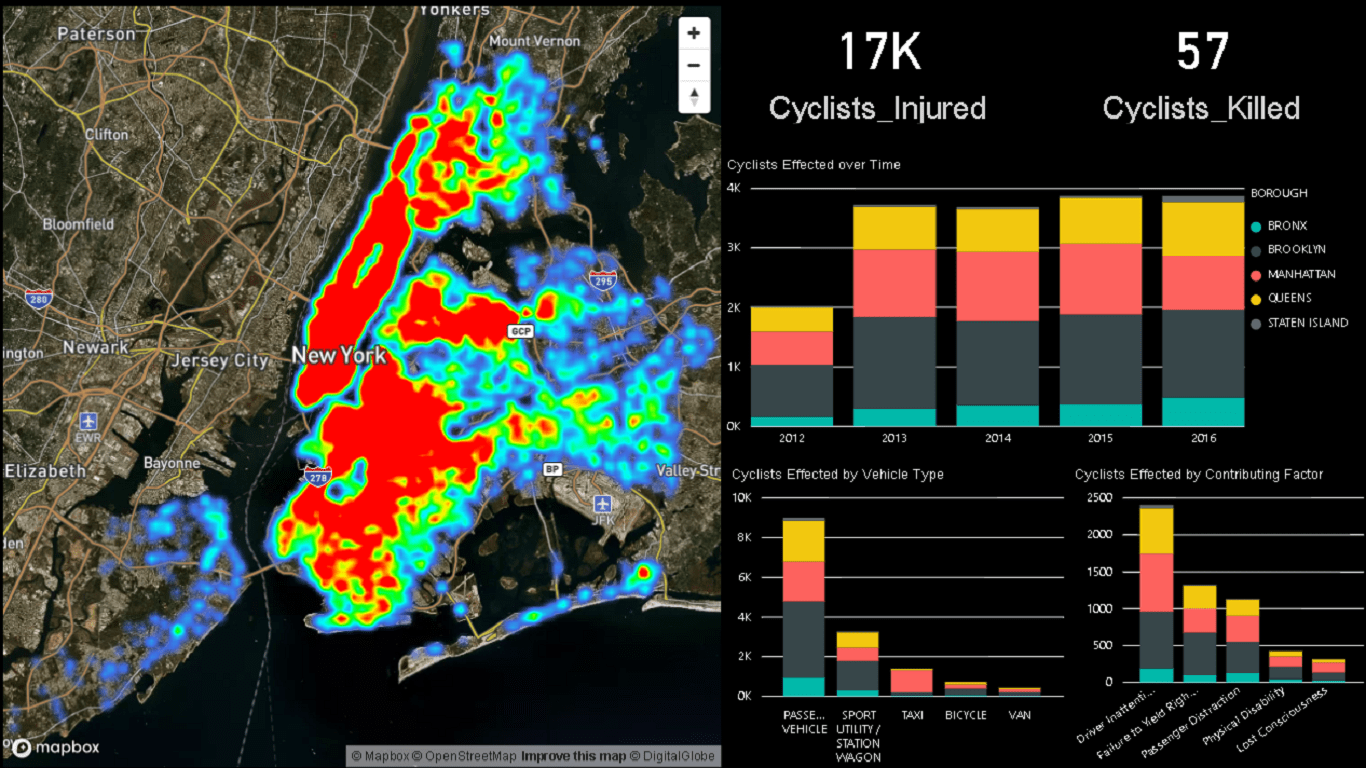 Yonkers
Paterson
Mount Vernon
Clifton
Bloomfield
295
280
GCP
ington
Newark
Jersey City
New York
EWR
Elizabeth
Bayonne
278
BP
Valley Str
JFK
den
mapbox
© Mapbox © OpenStreetMap Improve this map © DigitalGlobe
17K
Cyclists_Injured
57
Cyclists_Killed
Cyclists Effected over Time
4K
3K
2K
1K
0K
2012 2013 2014 2015 2016
BOROUGH
BRONX
BROOKLYN
MANHATTAN
QUEENS
STATEN ISLAND
Cyclists Effected by Vehicle Type
10K
8K
6K
4K
2K
0K
PASSE...
VEHICLE
SPORT
UTILITY /
STATION
WAGON
TAXI
BICYCLE
VAN
Cyclists Effected by Contributing Factor
2500
2000
1500
1000
500
0
Driver Inattenti...
Failure to Yield Righ...
Passenger Distraction
Physical Disability
Lost Consciousness